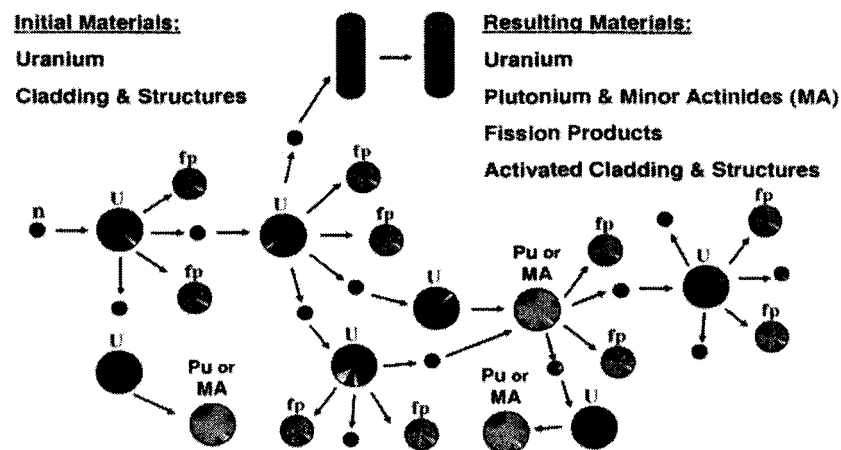 Initial Materials:
Uranium
Cladding & Structures
Resulting Materials:
Uranium
Plutonium & Minor Actinides (MA)
Fission Products
Activated Cladding & Structures
n
U
fp
fp
U
fp
fp
U
Pu or
MA
fp
fp
U
fp
fp
U
Pu or
MA
U
fp
fp
Pu or
MA
U